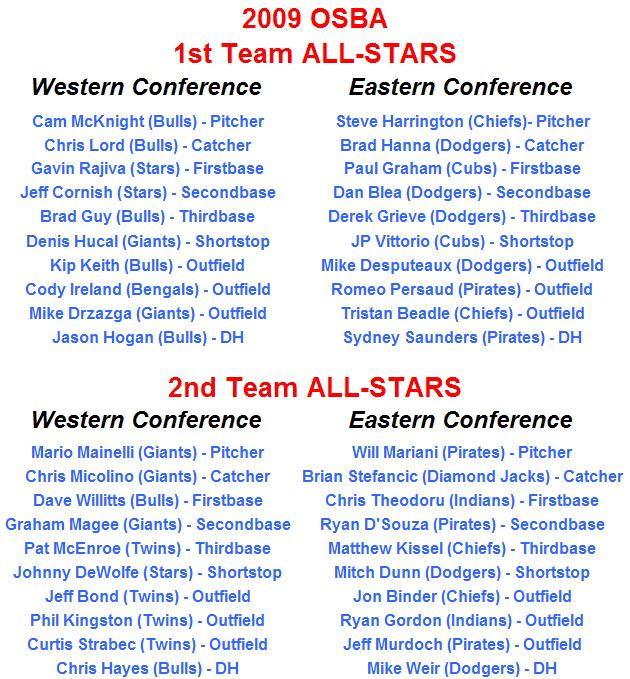 2009 OSBA
1st Team ALL-STARS
Western Conference
Cam McKnight (Bulls) - Pitcher
Chris Lord (Bulls) - Catcher
Gavin Rajiva (Stars) - Firstbase
Jeff Cornish (Stars) - Secondbase
Brad Guy (Bulls) - Thirdbase
Denis Hucal (Giants) - Shortstop
Kip Keith (Bulls) - Outfield
Cody Ireland (Bengals) - Outfield
Mike Drzazga (Giants) - Outfield
Jason Hogan (Bulls) - DH
Eastern Conference
Steve Harrington (Chiefs)- Pitcher
Brad Hanna (Dodgers) - Catcher
Paul Graham (Cubs) - Firstbase
Dan Blea (Dodgers) - Secondbase
Derek Grieve (Dodgers) - Thirdbase
JP Vittorio (Cubs) - Shortstop
Mike Desputeaux (Dodgers) - Outfield
Romeo Persaud (Pirates) - Outfield
Tristan Beadle (Chiefs) - Outfield
Sydney Saunders (Pirates) - DH
2nd Team ALL-STARS
Western Conference
Mario Mainelli (Giants) - Pitcher
Chris Micolino (Giants) - Catcher
Dave Willitts (Bulls) - Firstbase
Graham Magee (Giants) - Secondbase
Pat McEnroe (Twins) - Thirdbase
Johnny DeWolfe (Stars) - Shortstop
Jeff Bond (Twins) - Outfield
Phil Kingston (Twins) - Outfield
Curtis Strabec (Twins) - Outfield
Chris Hayes (Bulls) - DH
Eastern Conference
Will Mariani (Pirates) - Pitcher
Brian Stefancic (Diamond Jacks) - Catcher
Chris Theodoru (Indians) - Firstbase
Ryan D'Souza (Pirates) - Secondbase
Matthew Kissel (Chiefs) - Thirdbase
Mitch Dunn (Dodgers) - Shortstop
Jon Binder (Chiefs) - Outfield
Ryan Gordon (Indians) - Outfield
Jeff Murdoch (Pirates) - Outfield
Mike Weir (Dodgers) - DH